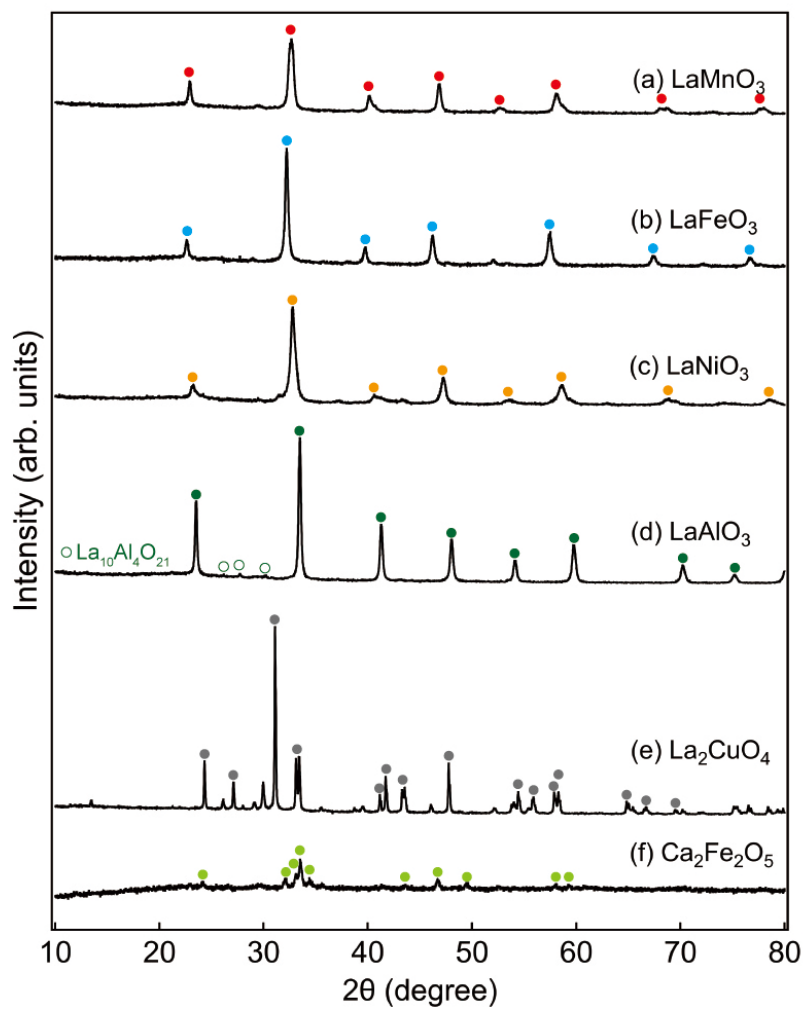 (a) LaMnO₃
(b) LaFeO₃
(c) LaNiO₃
(d) LaAlO₃
○ La₁₀Al₄O₂₁
(e) La₂CuO₄
(f) Ca₂Fe₂O₅
Intensity (arb. units)
10 20 30 40 50 60 70 80
2θ (degree)